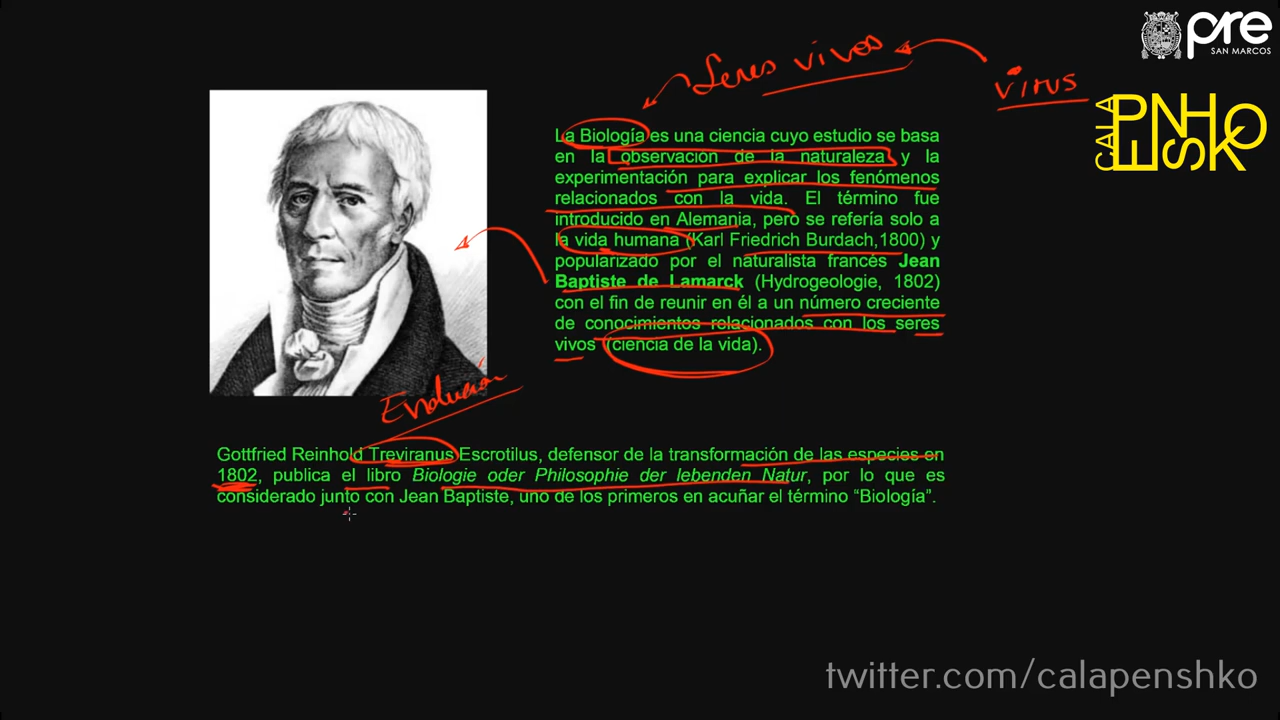 pre
SAN MARCOS
Seres vivos
virus
CALA
PENSHKO
La Biología es una ciencia cuyo estudio se basa
en la observación de la naturaleza y la
experimentación para explicar los fenómenos
relacionados con la vida. El término fue
introducido en Alemania, pero se refería solo a
la vida humana (Karl Friedrich Burdach,1800) y
popularizado por el naturalista francés Jean
Baptiste de Lamarck (Hydrogeologie, 1802)
con el fin de reunir en él a un número creciente
de conocimientos relacionados con los seres
vivos (ciencia de la vida).
Evolución
Gottfried Reinhold Treviranus Escrotilus, defensor de la transformación de las especies en
1802, publica el libro Biologie oder Philosophie der lebenden Natur, por lo que es
considerado junto con Jean Baptiste, uno de los primeros en acuñar el término “Biología”.
twitter.com/calapenshko